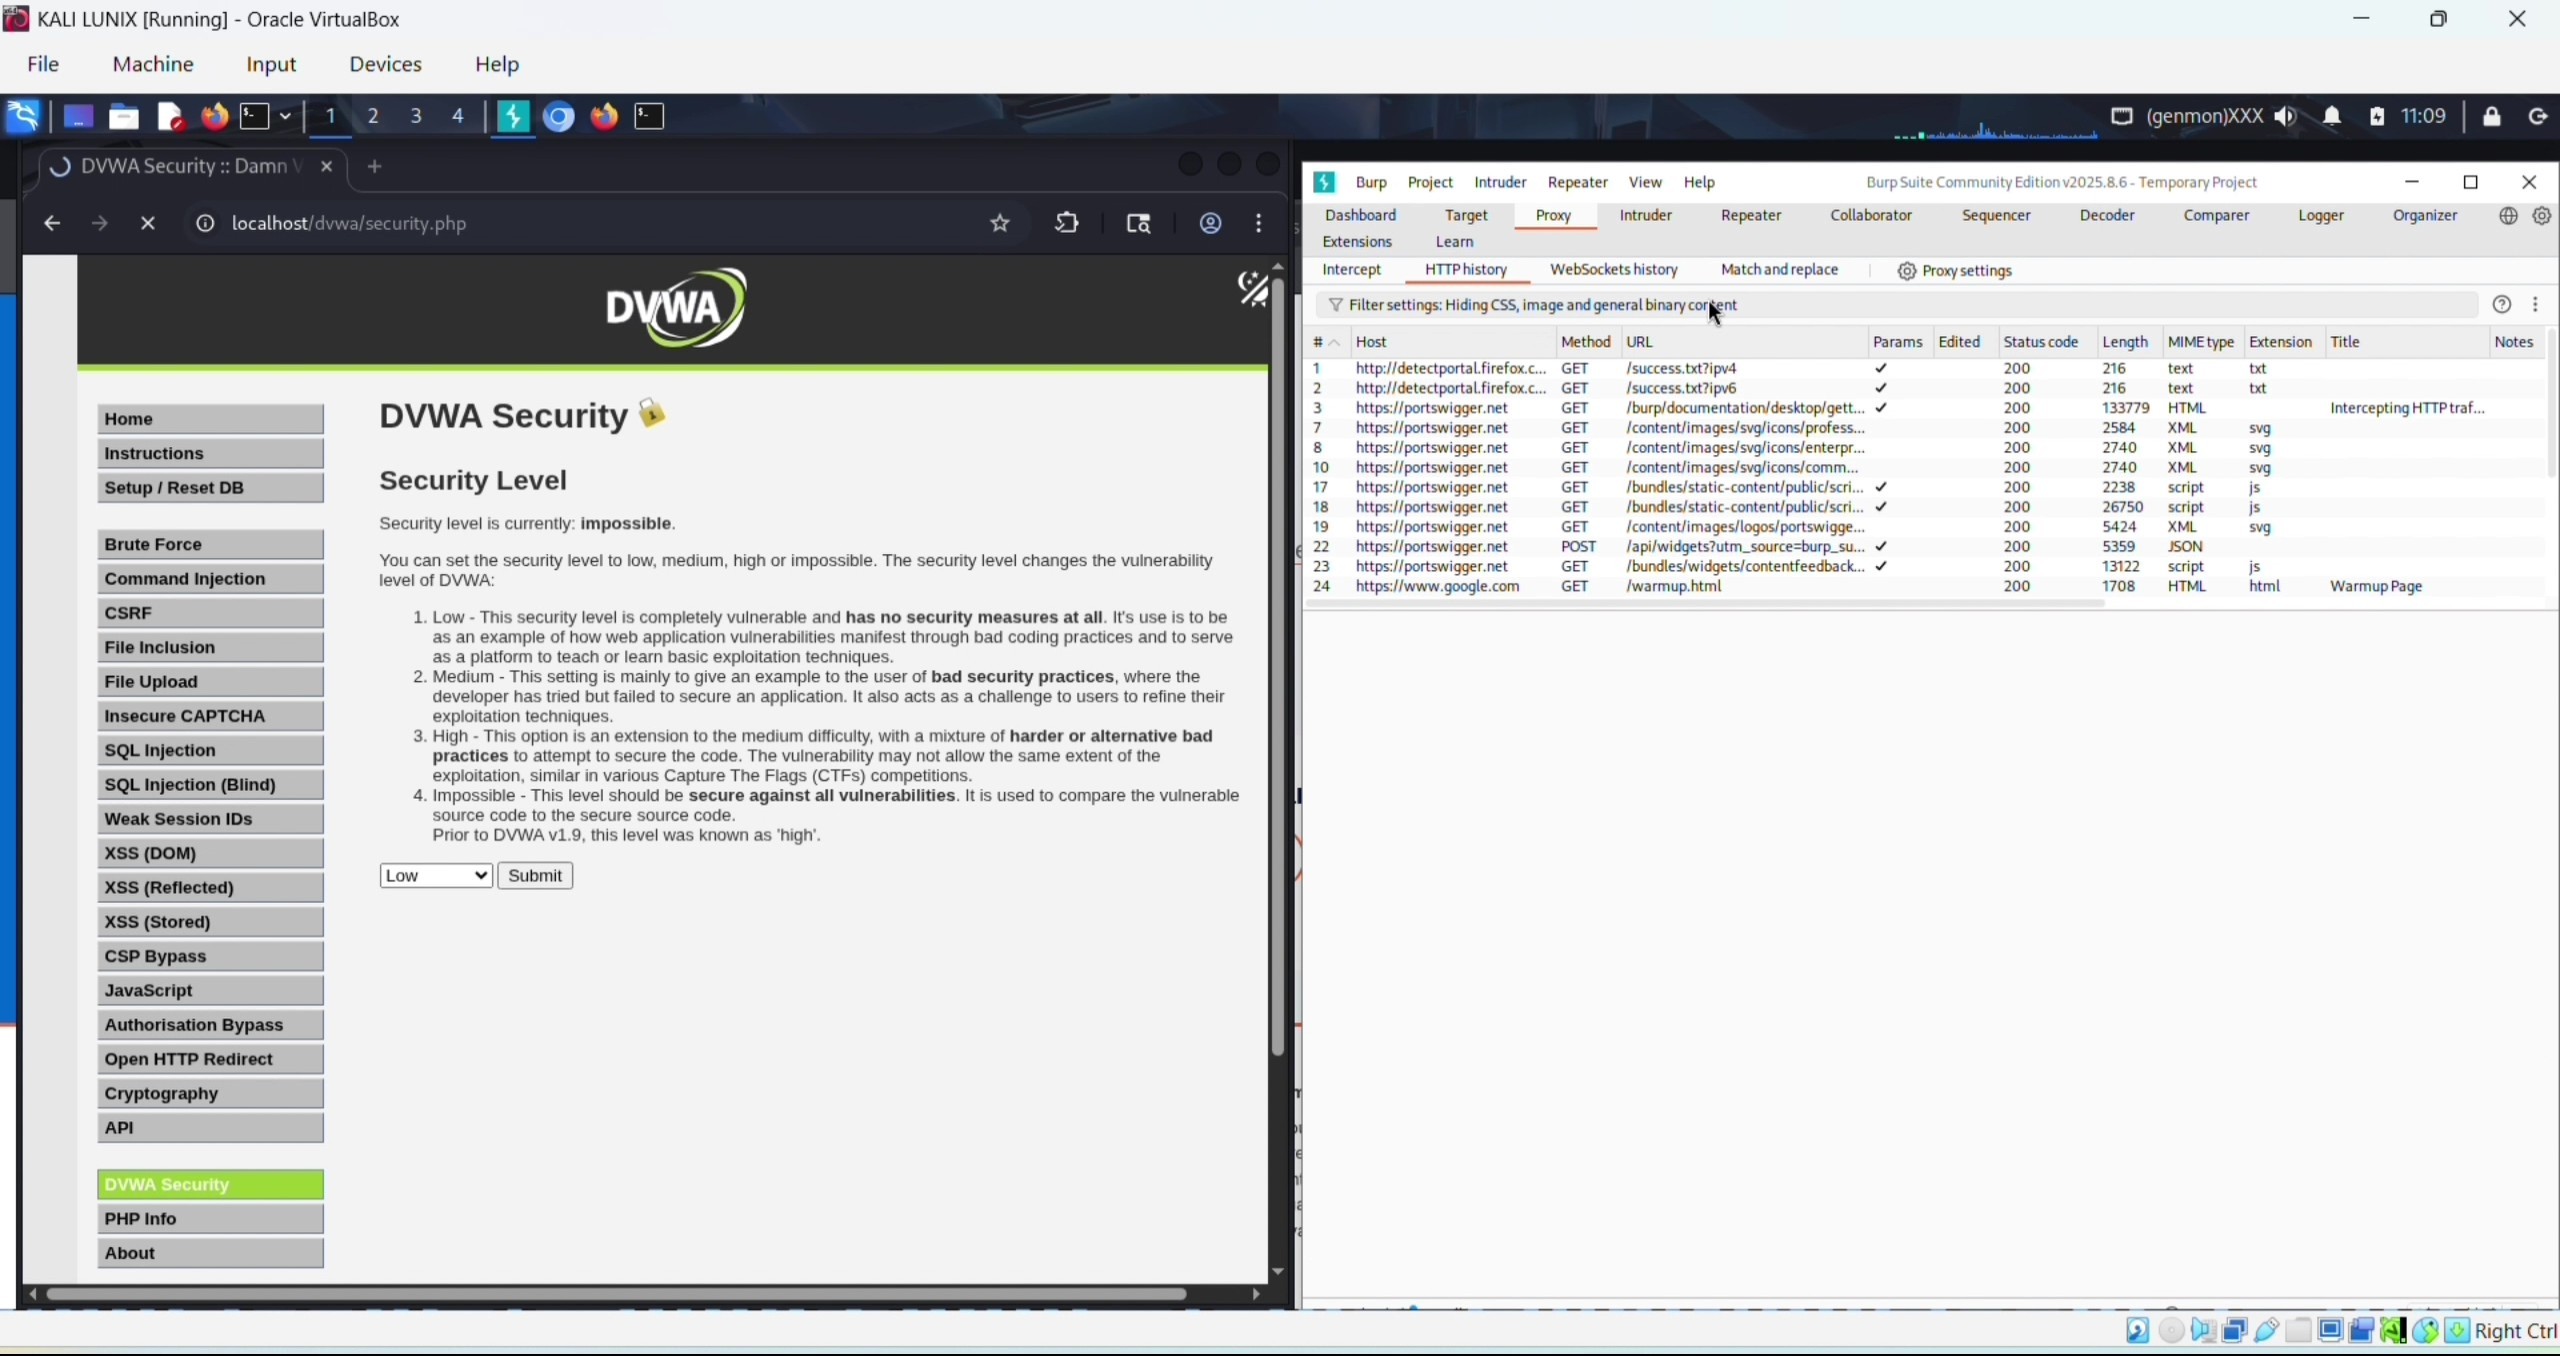 KALI LUNIX [Running] - Oracle VirtualBox
File Machine Input Devices Help
1 2 3 4 (genmon)XXX 11:09
DVWA Security :: Damn V
localhost/dvwa/security.php
DVWA
Home
Instructions
Setup / Reset DB
Brute Force
Command Injection
CSRF
File Inclusion
File Upload
Insecure CAPTCHA
SQL Injection
SQL Injection (Blind)
Weak Session IDs
XSS (DOM)
XSS (Reflected)
XSS (Stored)
CSP Bypass
JavaScript
Authorisation Bypass
Open HTTP Redirect
Cryptography
API
DVWA Security
PHP Info
About
DVWA Security
Security Level
Security level is currently: impossible.
You can set the security level to low, medium, high or impossible. The security level changes the vulnerability
level of DVWA:
1. Low - This security level is completely vulnerable and has no security measures at all. It's use is to be
as an example of how web application vulnerabilities manifest through bad coding practices and to serve
as a platform to teach or learn basic exploitation techniques.
2. Medium - This setting is mainly to give an example to the user of bad security practices, where the
developer has tried but failed to secure an application. It also acts as a challenge to users to refine their
exploitation techniques.
3. High - This option is an extension to the medium difficulty, with a mixture of harder or alternative bad
practices to attempt to secure the code. The vulnerability may not allow the same extent of the
exploitation, similar in various Capture The Flags (CTFs) competitions.
4. Impossible - This level should be secure against all vulnerabilities. It is used to compare the vulnerable
source code to the secure source code.
Prior to DVWA v1.9, this level was known as 'high'.
Low Submit
Burp Project Intruder Repeater View Help Burp Suite Community Edition v2025.8.6 - Temporary Project
Dashboard Target Proxy Intruder Repeater Collaborator Sequencer Decoder Comparer Logger Organizer
Extensions Learn
Intercept HTTP history WebSockets history Match and replace Proxy settings
Filter settings: Hiding CSS, image and general binary content
# Host Method URL Params Edited Status code Length MIME type Extension Title Notes
1 http://detectportal.firefox.c... GET /success.txt?ipv4 ✓ 200 216 text txt
2 http://detectportal.firefox.c... GET /success.txt?ipv6 ✓ 200 216 text txt
3 https://portswigger.net GET /burp/documentation/desktop/gett... ✓ 200 133779 HTML Intercepting HTTP traf...
7 https://portswigger.net GET /content/images/svg/icons/profess... 200 2584 XML svg
8 https://portswigger.net GET /content/images/svg/icons/enterpr... 200 2740 XML svg
10 https://portswigger.net GET /content/images/svg/icons/comm... 200 2740 XML svg
17 https://portswigger.net GET /bundles/static-content/public/scri... ✓ 200 2238 script js
18 https://portswigger.net GET /bundles/static-content/public/scri... ✓ 200 26750 script js
19 https://portswigger.net GET /content/images/logos/portswigge... 200 5424 XML svg
22 https://portswigger.net POST /api/widgets?utm_source=burp_su... ✓ 200 5359 JSON
23 https://portswigger.net GET /bundles/widgets/contentfeedback... ✓ 200 13122 script js
24 https://www.google.com GET /warmup.html 200 1708 HTML html Warmup Page
Right Ctrl